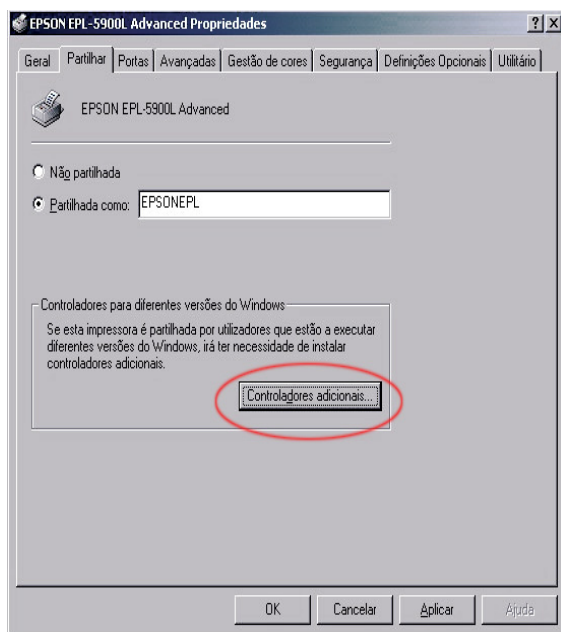 EPSON EPL-5900L Advanced Propriedades
Geral Partilhar Portas Avançadas Gestão de cores Segurança Definições Opcionais Utilitário
EPSON EPL-5900L Advanced
Não partilhada
Partilhada como: EPSONEPL
Controladores para diferentes versões do Windows
Se esta impressora é partilhada por utilizadores que estão a executar
diferentes versões do Windows, irá ter necessidade de instalar
controladores adicionais.
Controladores adicionais...
OK Cancelar Aplicar Ajuda